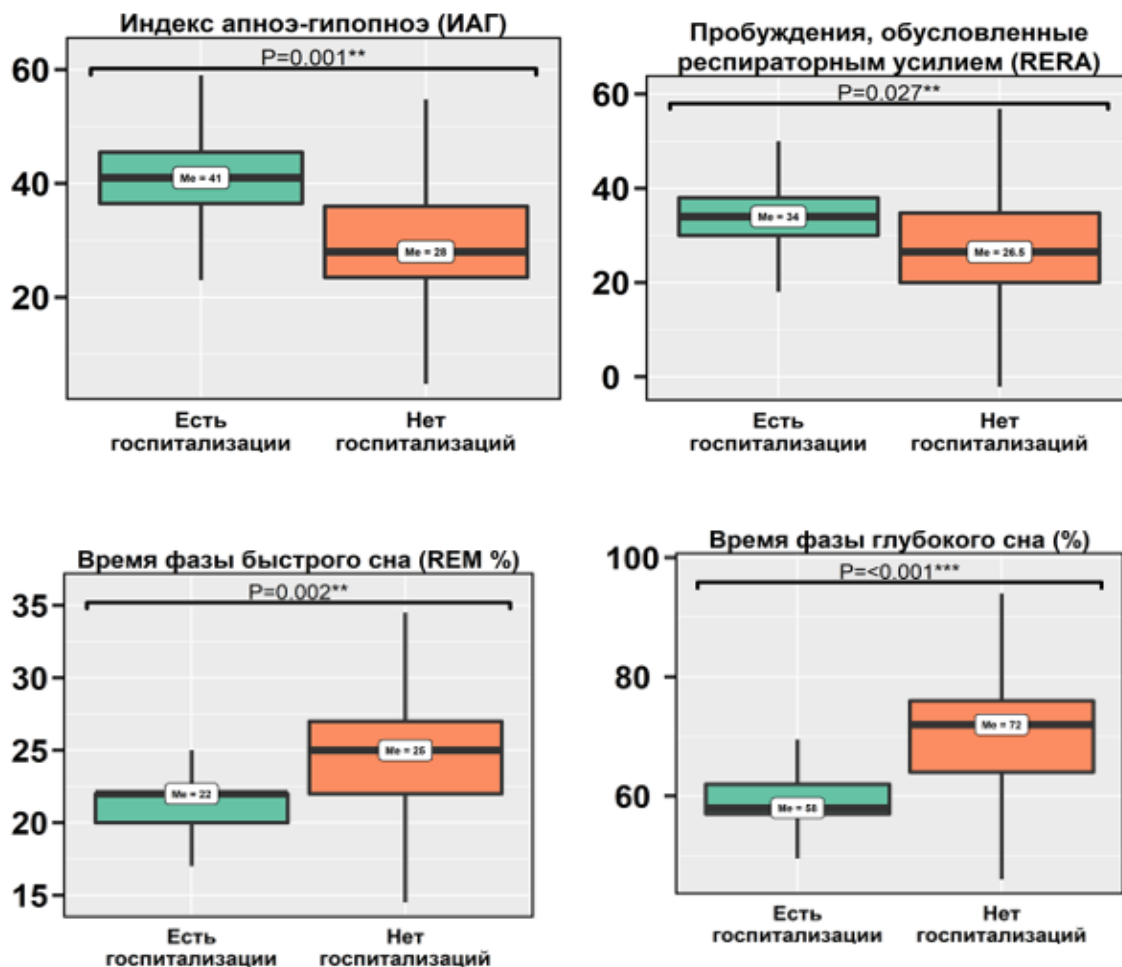 Индекс апноэ-гипопноэ (ИАГ)
P=0.001**
60
40
20
Me = 41
Me = 28
Есть
госпитализации
Нет
госпитализаций
Пробуждения, обусловленные
респираторным усилием (RERA)
P=0.027**
60
40
20
0
Me = 34
Me = 26.5
Есть
госпитализации
Нет
госпитализаций
Время фазы быстрого сна (REM %)
P=0.002**
35
30
25
20
15
Me = 22
Me = 25
Есть
госпитализации
Нет
госпитализаций
Время фазы глубокого сна (%)
P=<0.001***
100
80
60
Me = 58
Me = 72
Есть
госпитализации
Нет
госпитализаций